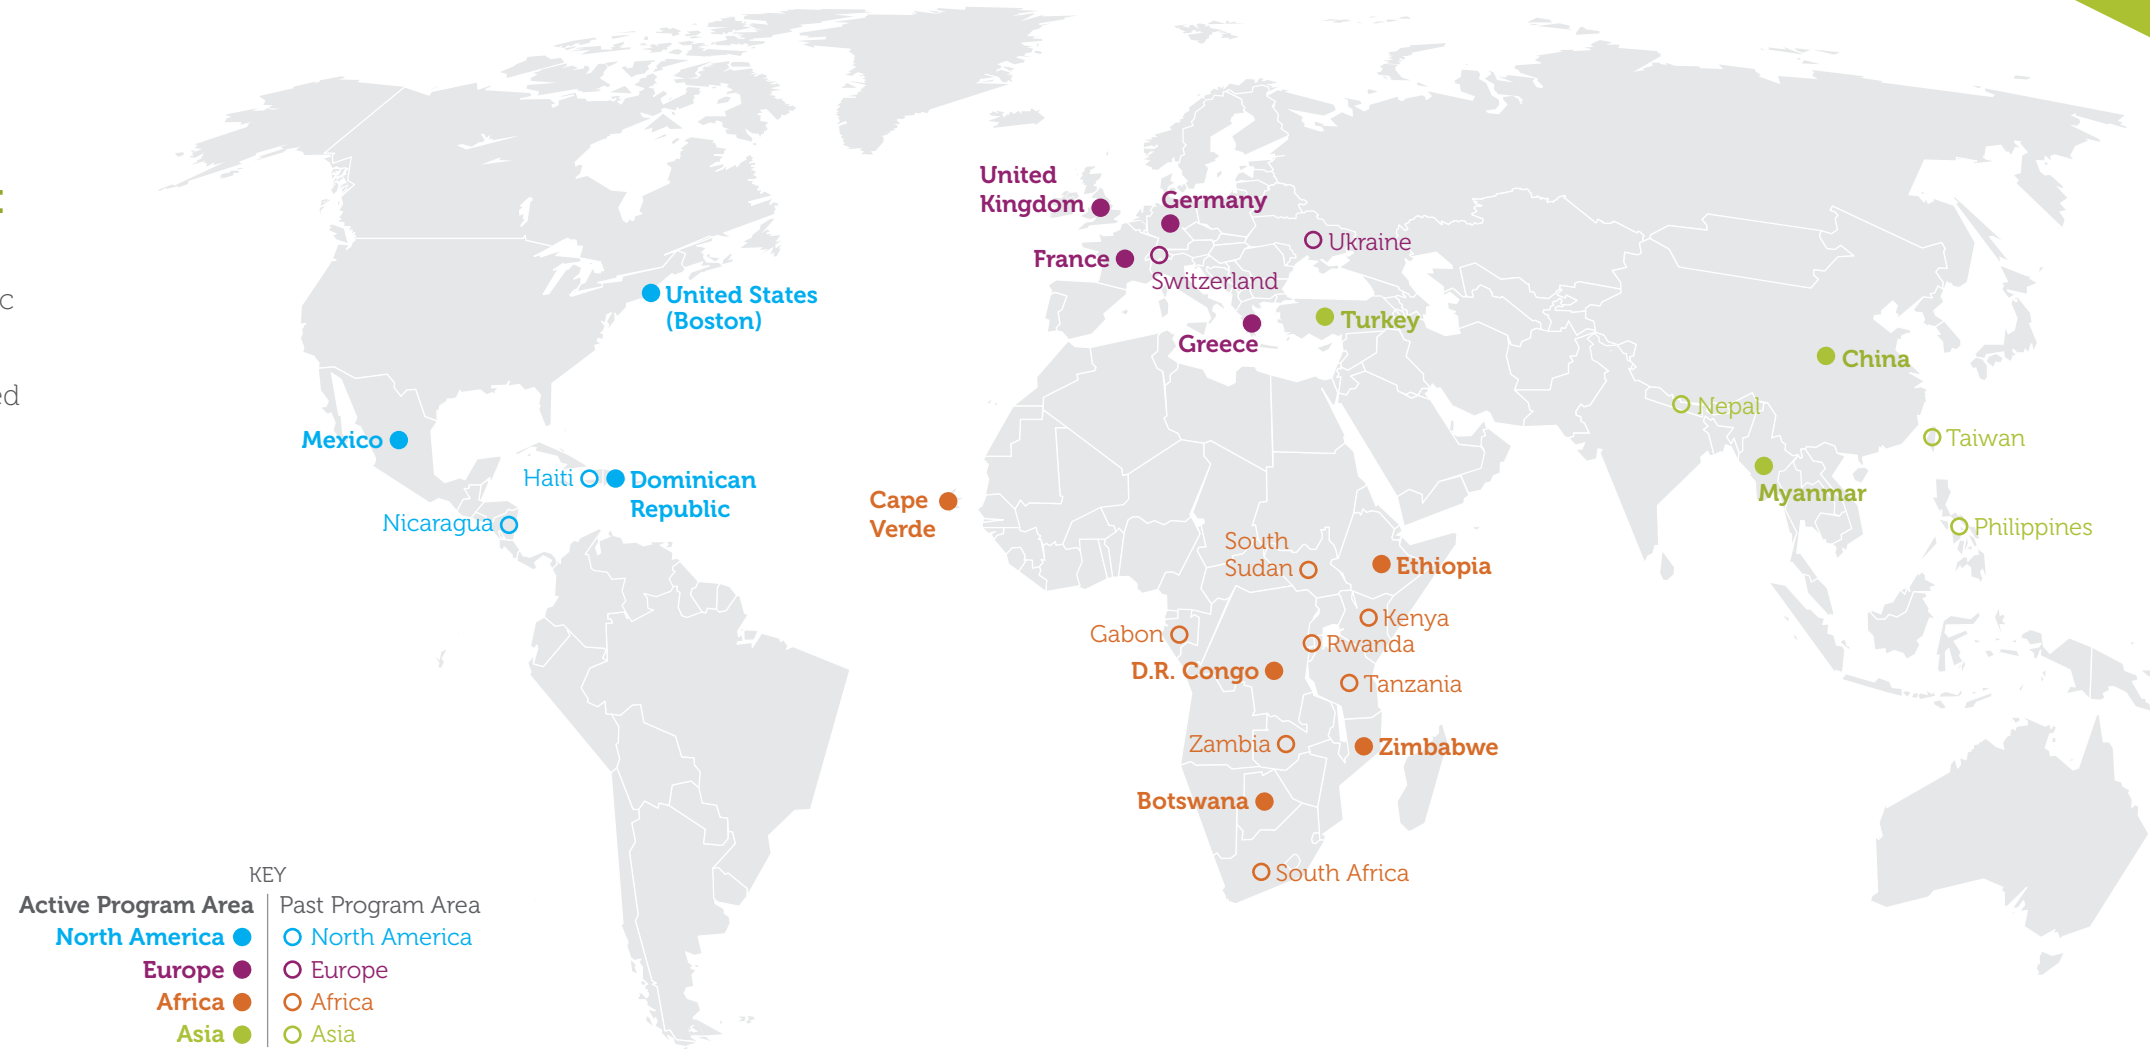 c
ed
United
Kingdom
Germany
France
Switzerland
Ukraine
Greece
Turkey
United States
(Boston)
China
Nepal
Taiwan
Myanmar
Philippines
Mexico
Haiti
Dominican
Republic
Nicaragua
Cape
Verde
South
Sudan
Ethiopia
Kenya
Gabon
Rwanda
D.R. Congo
Tanzania
Zambia
Zimbabwe
Botswana
South Africa
KEY
Active Program Area Past Program Area
North America North America
Europe Europe
Africa Africa
Asia Asia